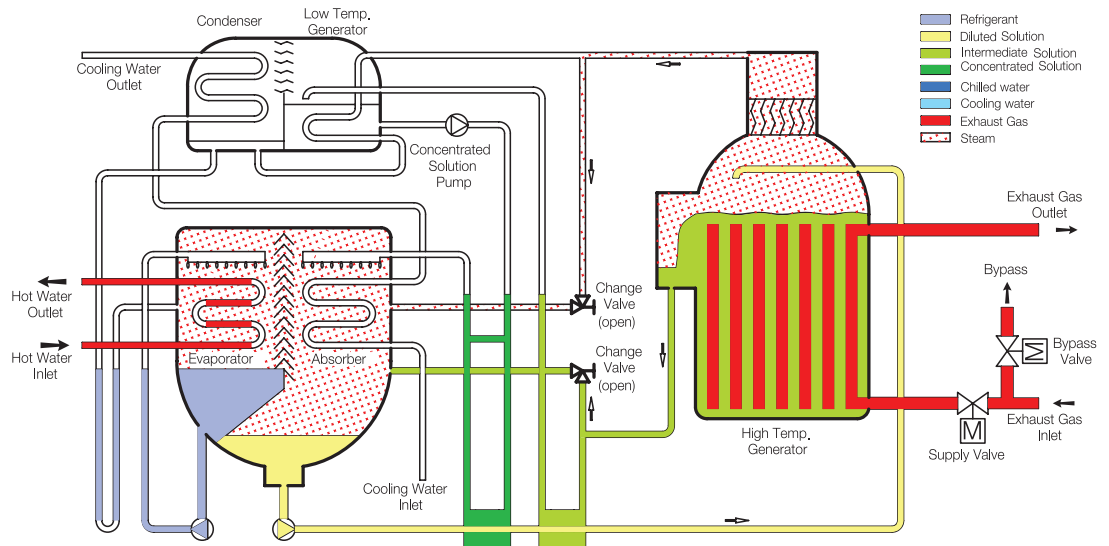 Condenser
Low Temp.
Generator
Cooling Water
Outlet
Concentrated
Solution
Pump
Refrigerant
Diluted Solution
Intermediate Solution
Concentrated Solution
Chilled water
Cooling water
Exhaust Gas
Steam
Exhaust Gas
Outlet
Hot Water
Outlet
Hot Water
Inlet
Evaporator
Absorber
Change
Valve
(open)
Change
Valve
(open)
Bypass
Bypass
Valve
M
Exhaust Gas
Inlet
M
Supply Valve
High Temp.
Generator
Cooling Water
Inlet